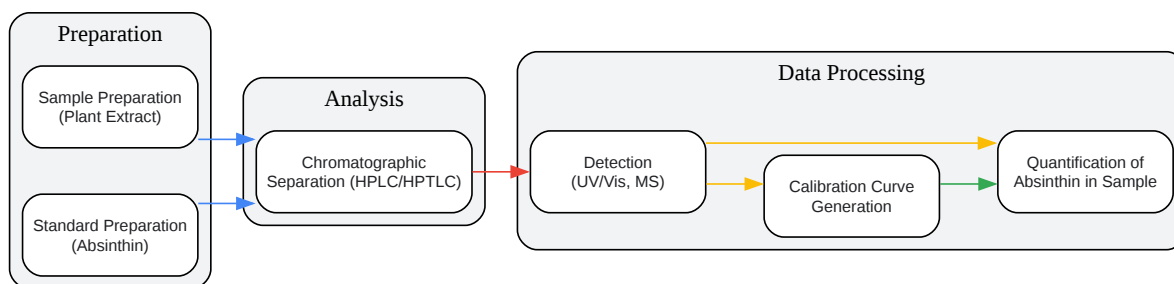 Preparation
Sample Preparation
(Plant Extract)
Standard Preparation
(Absinthin)
Analysis
Chromatographic
Separation (HPLC/HPTLC)
Data Processing
Detection
(UV/Vis, MS)
Calibration Curve
Generation
Quantification of
Absinthin in Sample